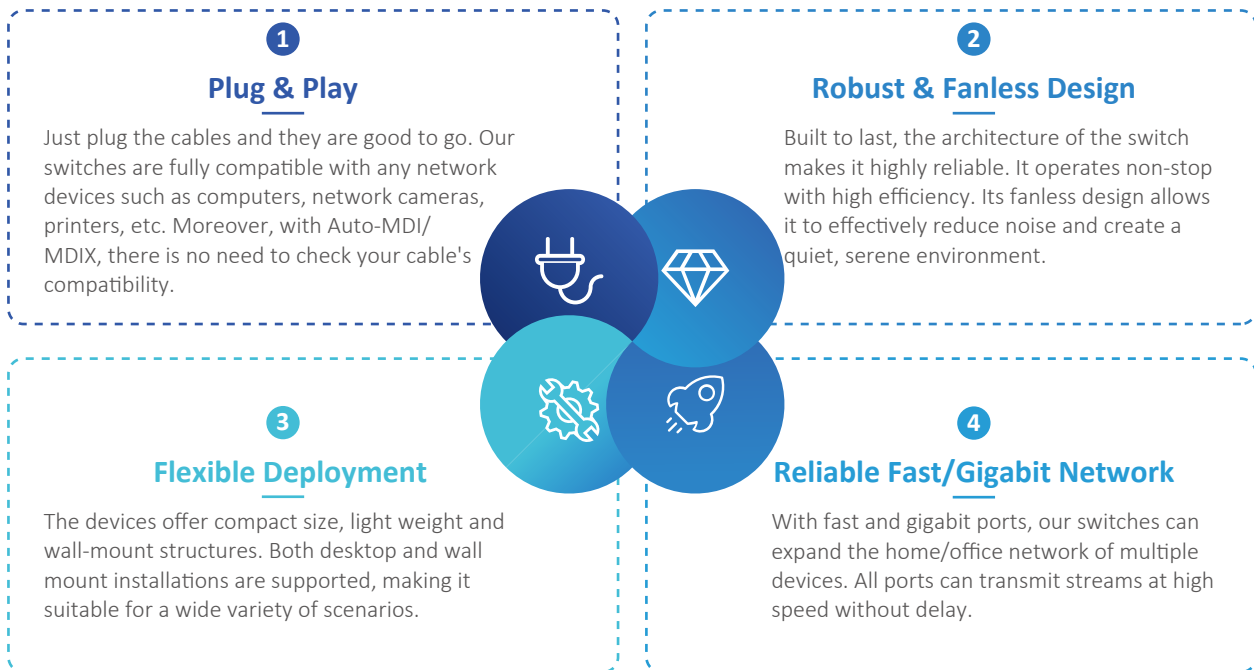 1
Plug & Play
Just plug the cables and they are good to go. Our
switches are fully compatible with any network
devices such as computers, network cameras,
printers, etc. Moreover, with Auto-MDI/
MDIX, there is no need to check your cable's
compatibility.
2
Robust & Fanless Design
Built to last, the architecture of the switch
makes it highly reliable. It operates non-stop
with high efficiency. Its fanless design allows
it to effectively reduce noise and create a
quiet, serene environment.
3
Flexible Deployment
The devices offer compact size, light weight and
wall-mount structures. Both desktop and wall
mount installations are supported, making it
suitable for a wide variety of scenarios.
4
Reliable Fast/Gigabit Network
With fast and gigabit ports, our switches can
expand the home/office network of multiple
devices. All ports can transmit streams at high
speed without delay.